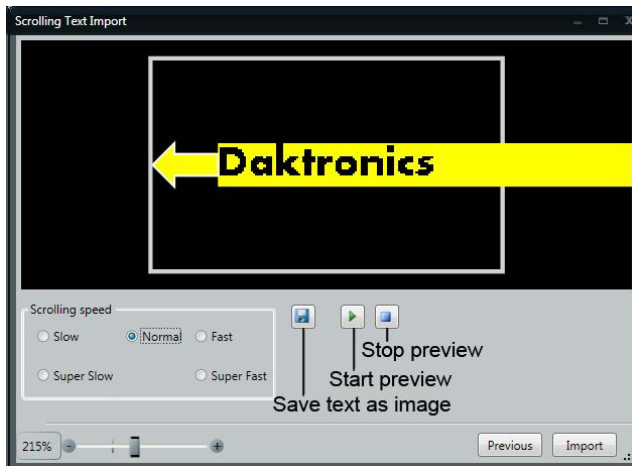 Scrolling Text Import
Daktronics
Scrolling speed
Slow Normal Fast
Super Slow Super Fast
Stop preview
Start preview
Save text as image
215%
Previous Import